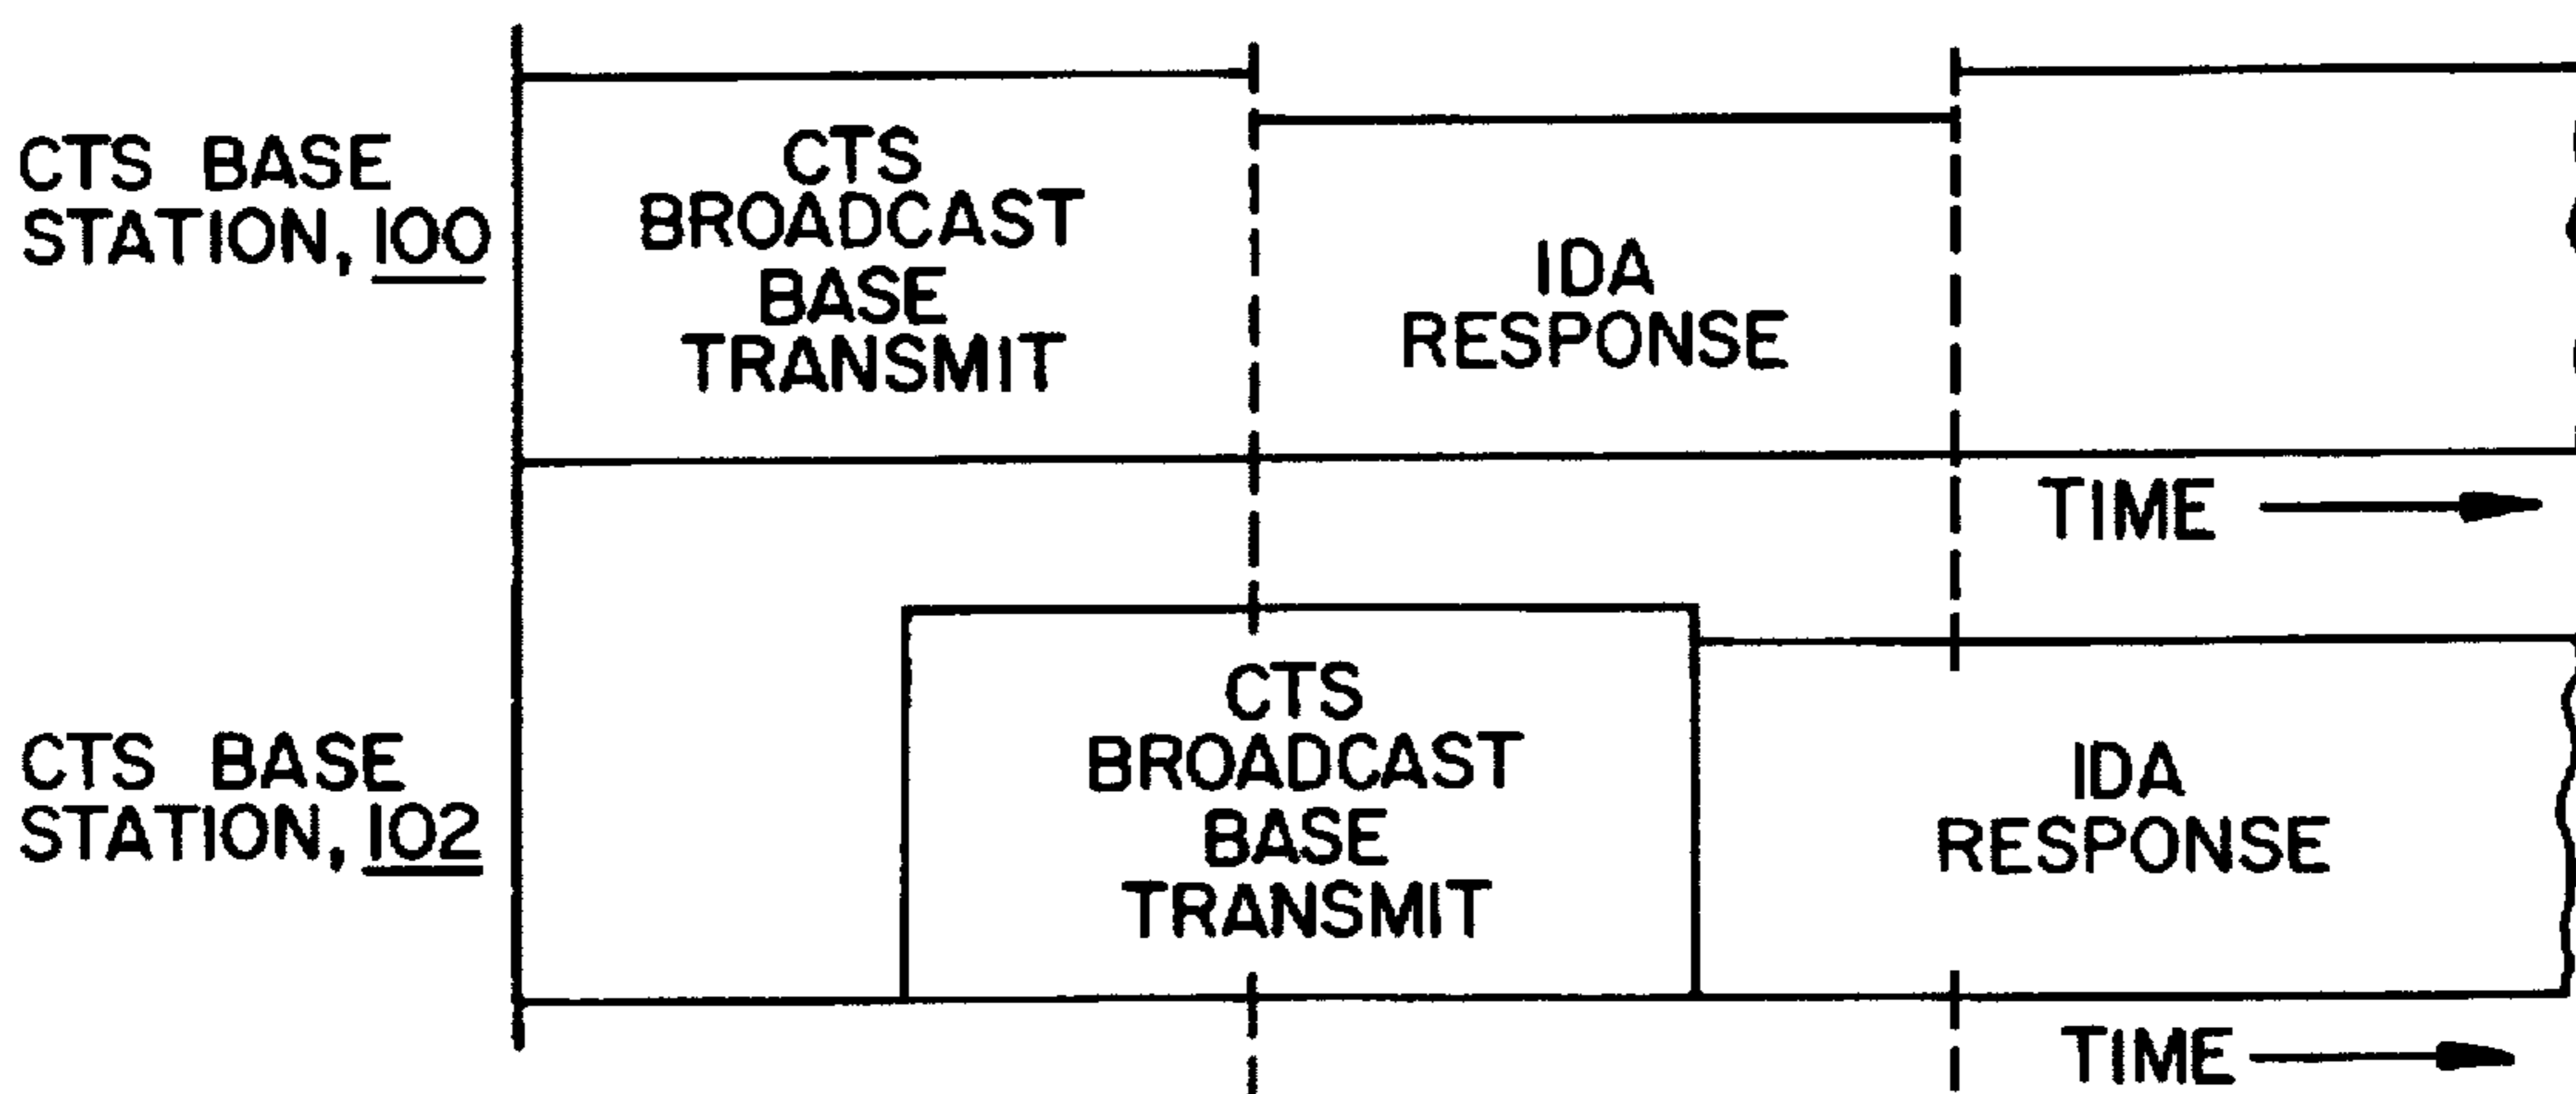 CTS BASE
STATION, 100
CTS
BROADCAST
BASE
TRANSMIT
IDA
RESPONSE
TIME
CTS BASE
STATION, 102
CTS
BROADCAST
BASE
TRANSMIT
IDA
RESPONSE
TIME